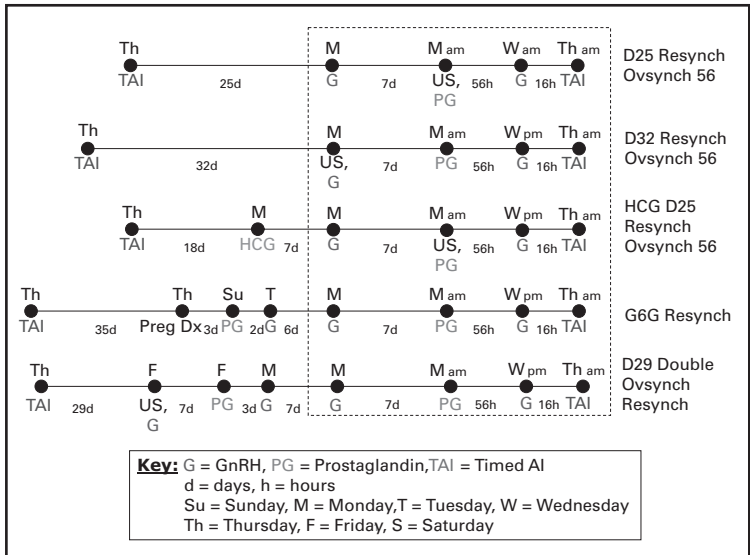 Th M M am W am Th am
TAI 25d G 7d US, 56h G 16h TAI
PG
D25 Resynch
Ovsynch 56
Th M M am W pm Th am
TAI 32d US, 7d PG 56h G 16h TAI
G
D32 Resynch
Ovsynch 56
Th M M M am W pm Th am
TAI 18d HCG 7d G 7d US, 56h G 16h TAI
PG
HCG D25
Resynch
Ovsynch 56
Th Th Su T M M am W pm Th am
TAI 35d Preg Dx 3d PG 2d G 6d G 7d PG 56h G 16h TAI
G6G Resynch
Th F F M M M am W pm Th am
TAI 29d US, 7d PG 3d G 7d G 7d PG 56h G 16h TAI
G
D29 Double
Ovsynch
Resynch
Key: G = GnRH, PG = Prostaglandin,TAI = Timed AI
d = days, h = hours
Su = Sunday, M = Monday,T = Tuesday, W = Wednesday
Th = Thursday, F = Friday, S = Saturday